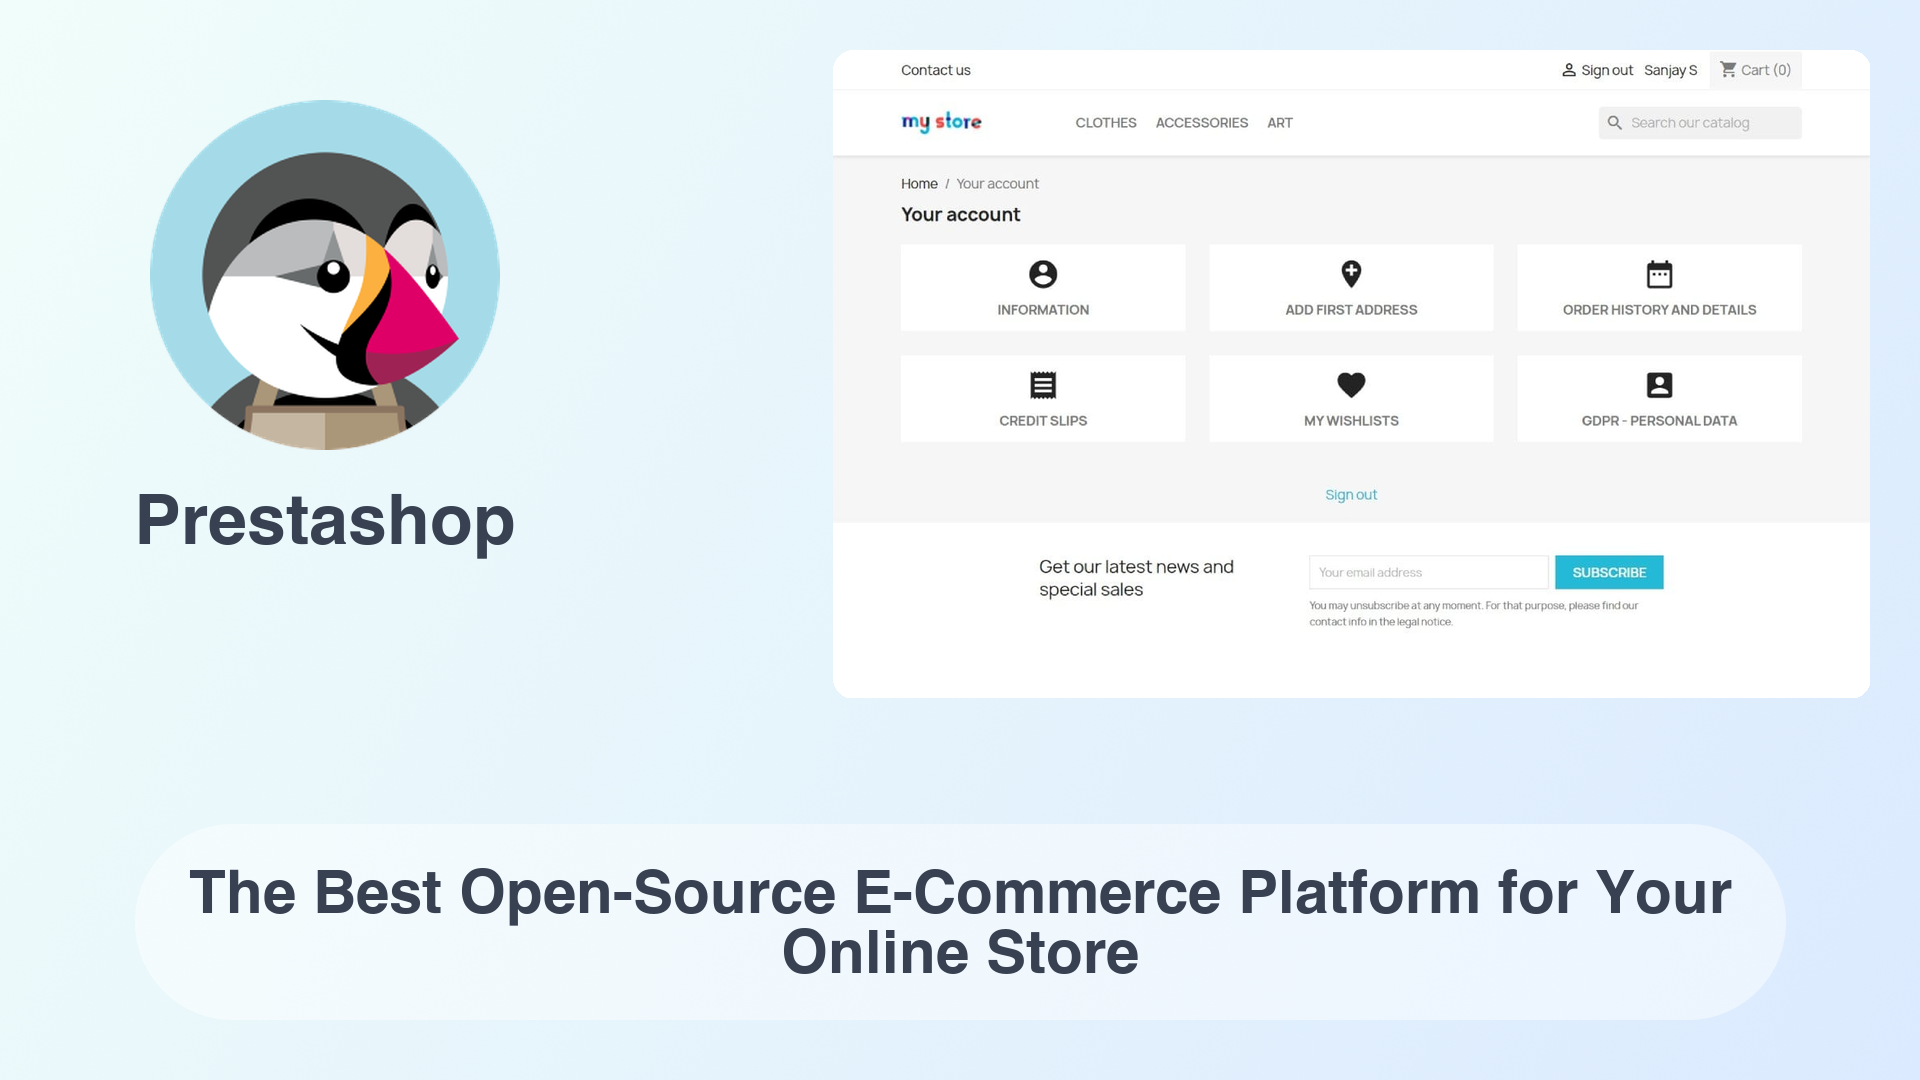 Prestashop
Contact us
Sign out Sanjay S Cart (0)
my store
CLOTHES ACCESSORIES ART
Search our catalog
Home / Your account
Your account
INFORMATION
ADD FIRST ADDRESS
ORDER HISTORY AND DETAILS
CREDIT SLIPS
MY WISHLISTS
GDPR - PERSONAL DATA
Sign out
Get our latest news and
special sales
Your email address
SUBSCRIBE
You may unsubscribe at any moment. For that purpose, please find our
contact info in the legal notice.
The Best Open-Source E-Commerce Platform for Your
Online Store